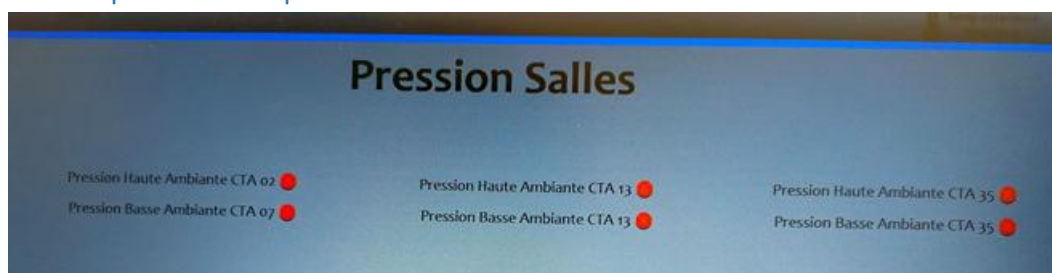 Pression Salles
Pression Haute Ambiante CTA 02
Pression Basse Ambiante CTA 07
Pression Haute Ambiante CTA 13
Pression Basse Ambiante CTA 13
Pression Haute Ambiante CTA 35
Pression Basse Ambiante CTA 35